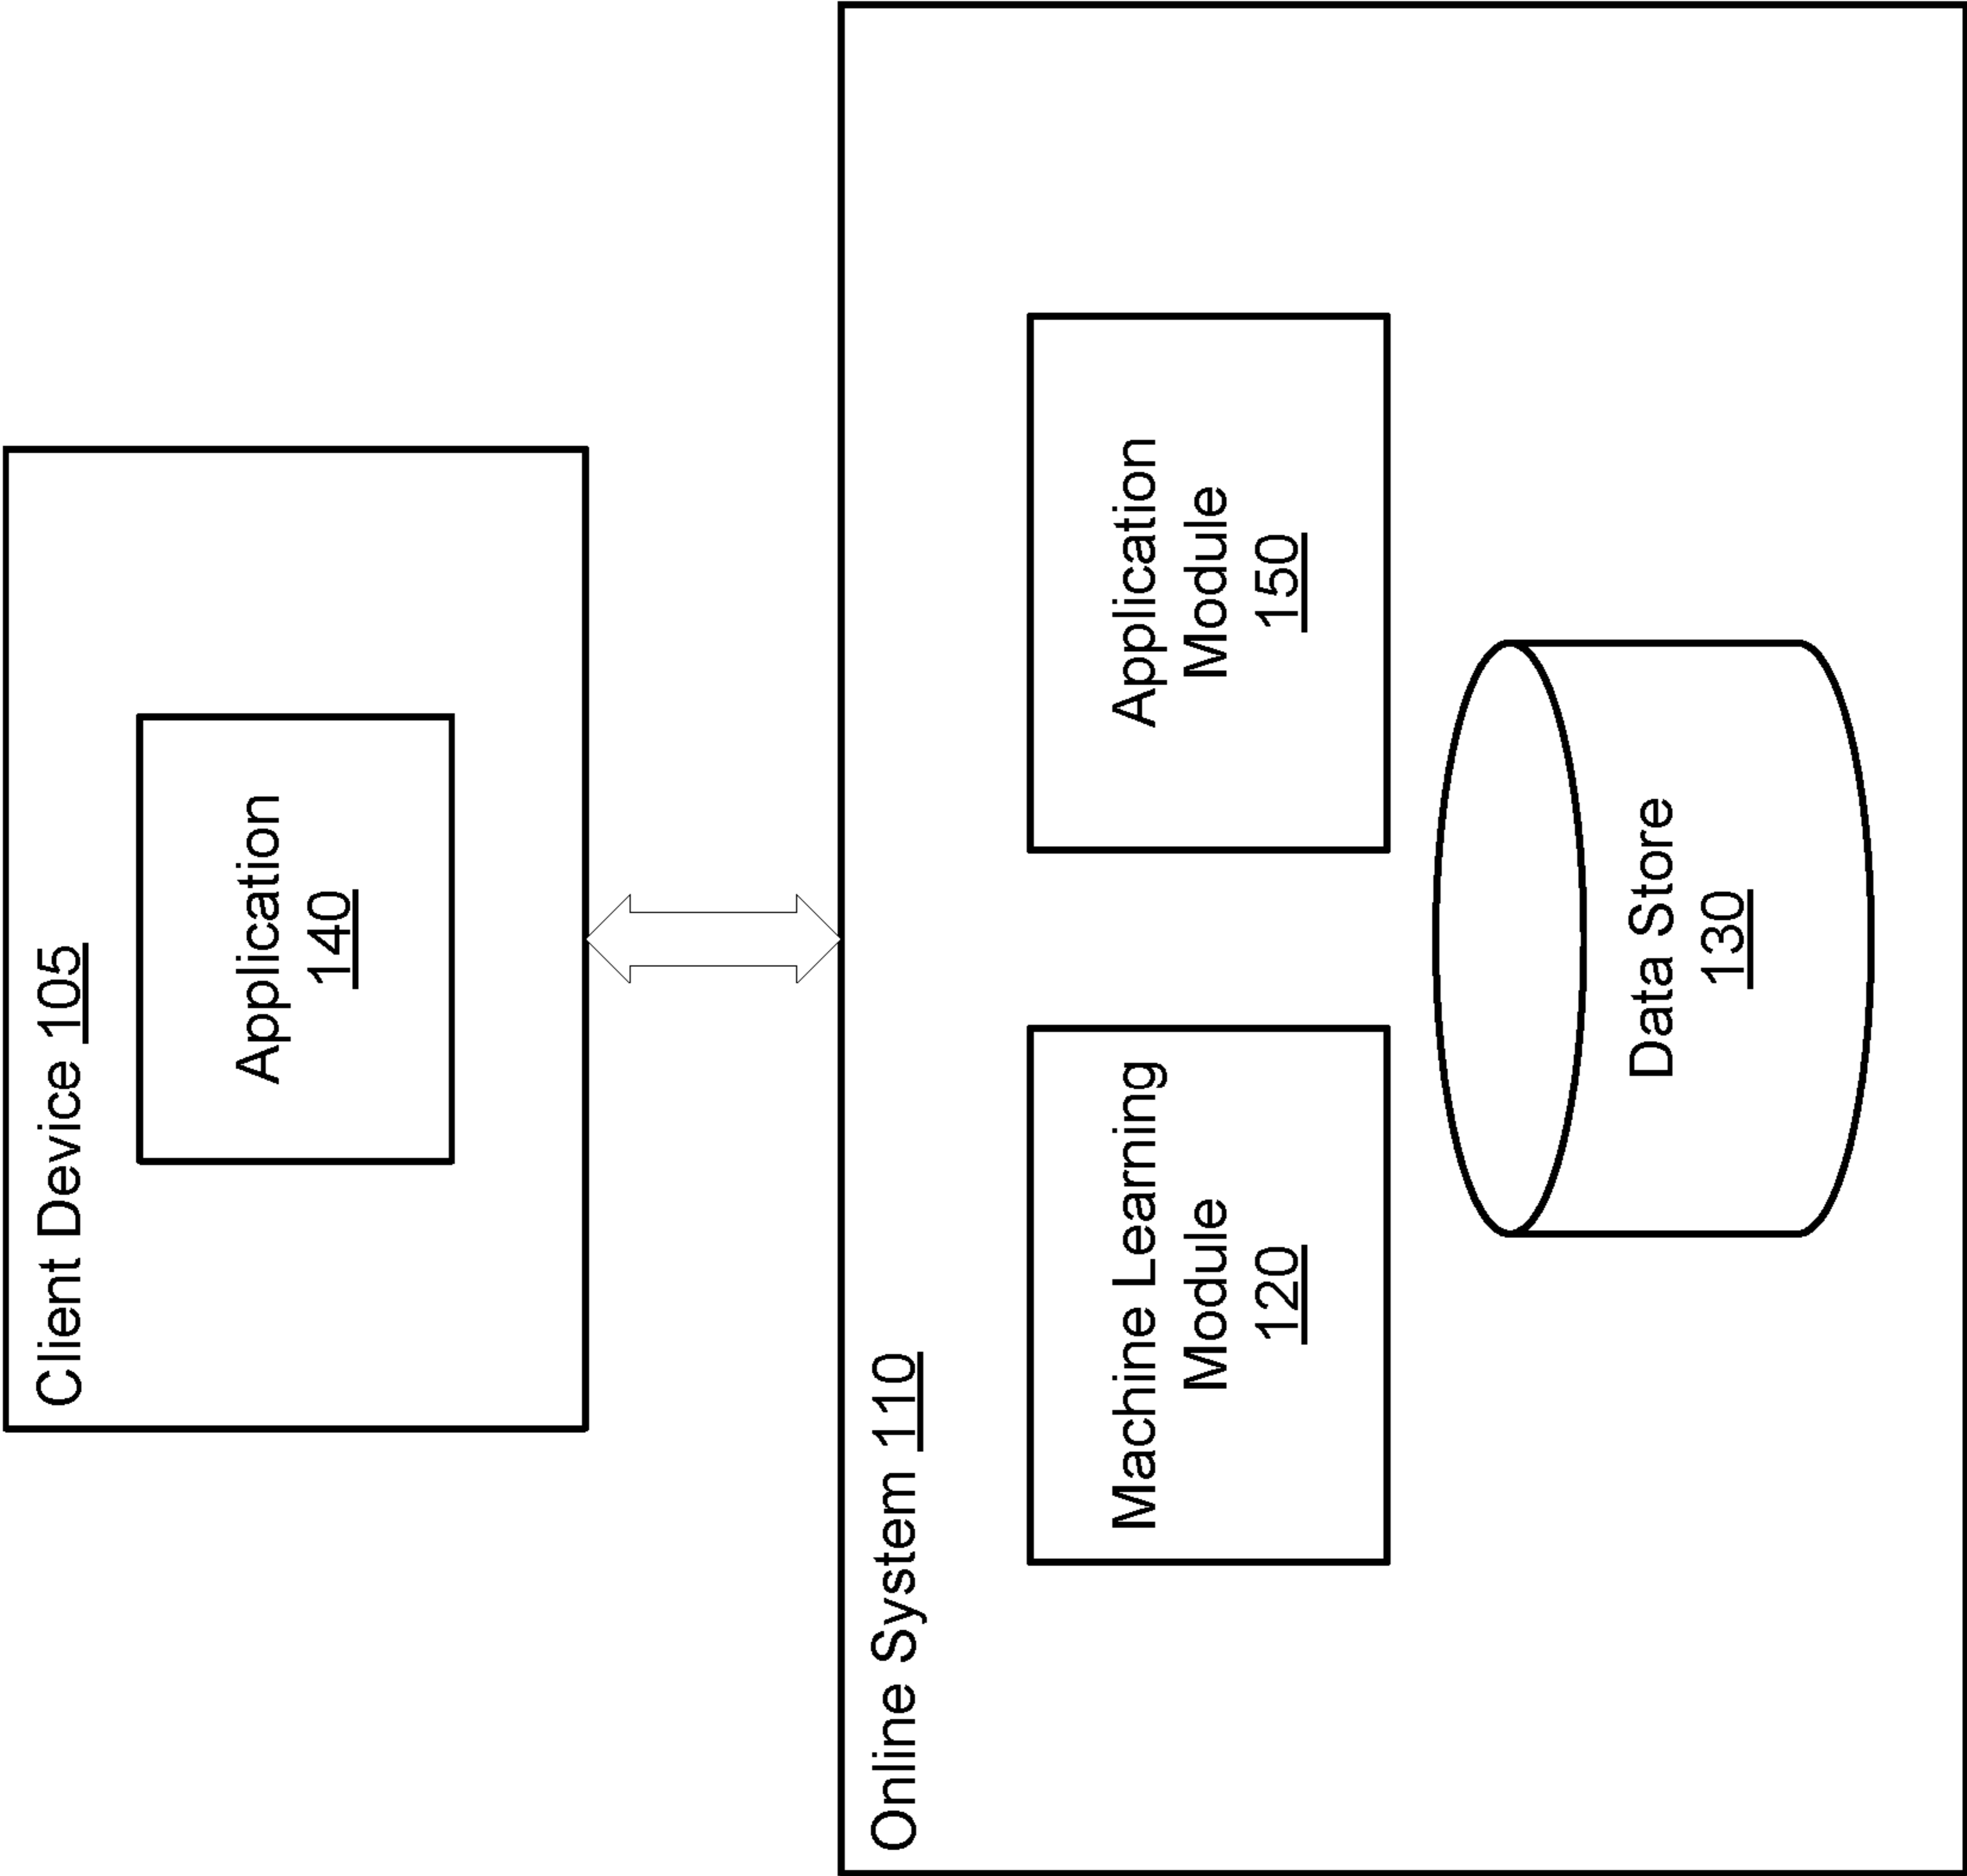 Client Device 105
Application
140
Online System 110
Machine Learning
Module
120
Application
Module
150
Data Store
130